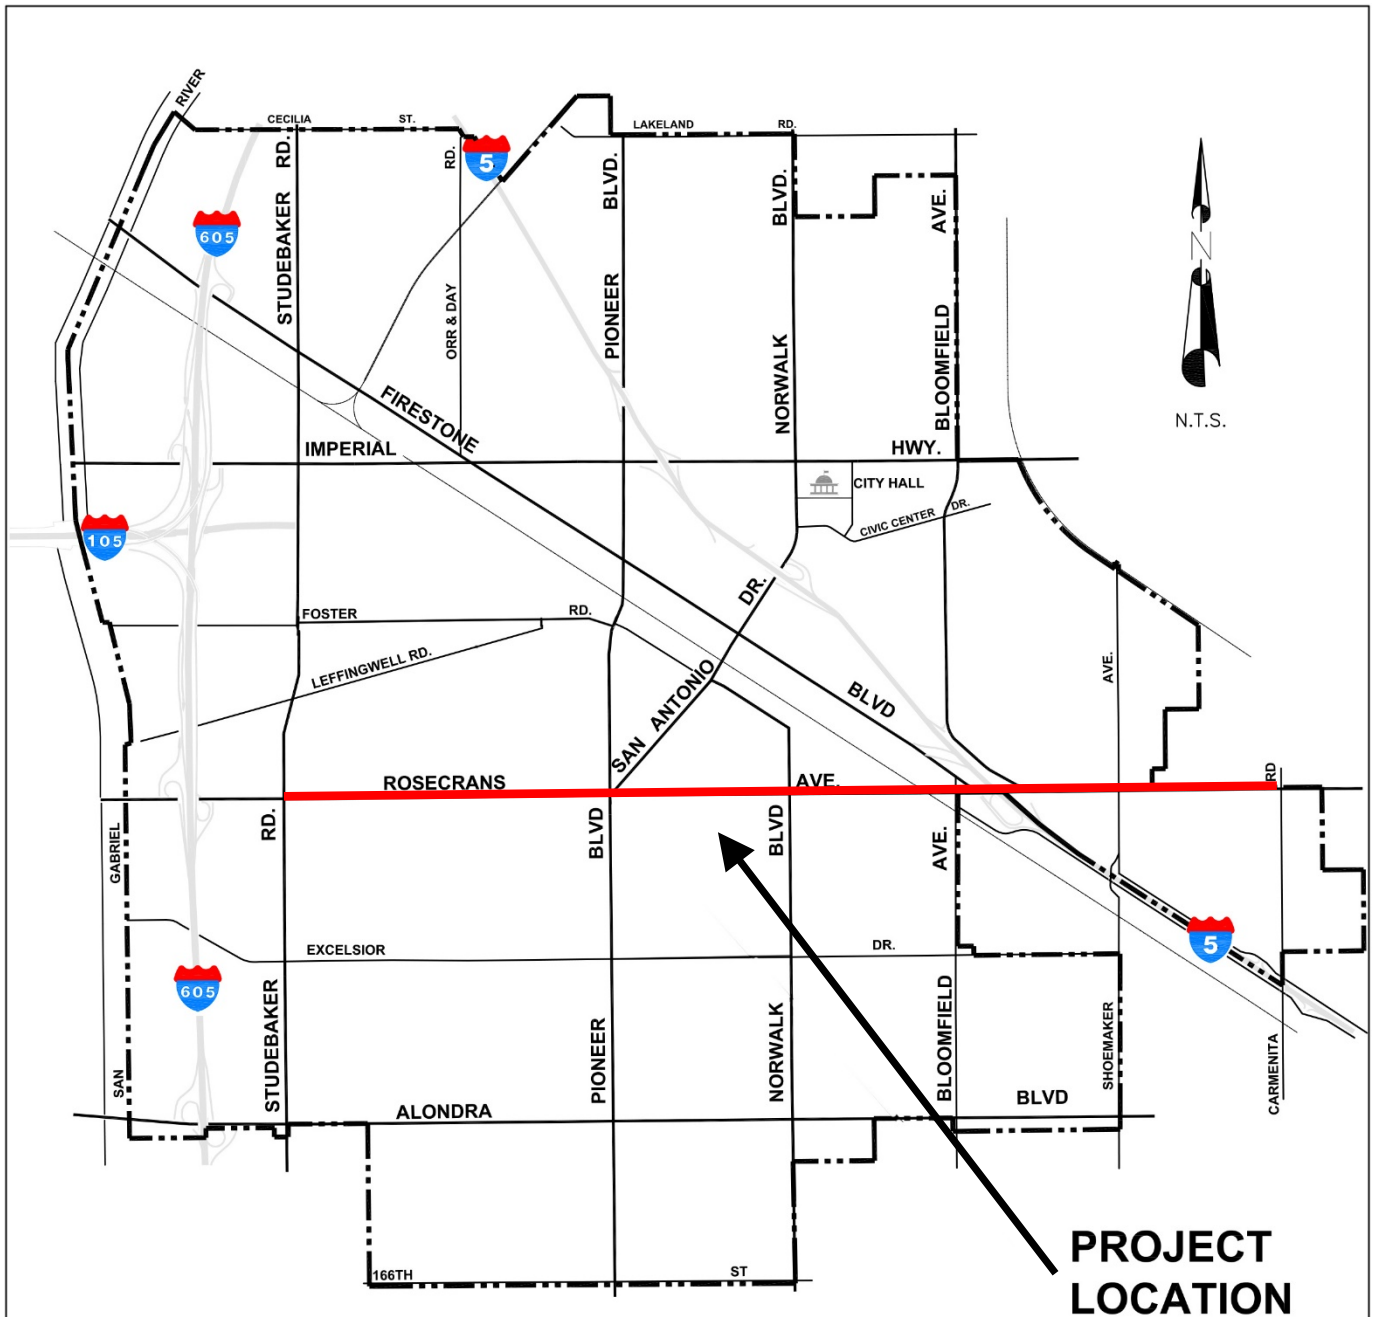 RIVER
CECILIA ST.
LAKELAND RD.
STUDEBAKER RD.
RD.
5
BLVD.
BLVD.
AVE.
605
ORR & DAY
PIONEER
NORWALK
BLOOMFIELD
N
N.T.S.
FIRESTONE
IMPERIAL
HWY.
CITY HALL
CIVIC CENTER DR.
105
DR.
FOSTER RD.
LEFFINGWELL RD.
SAN ANTONIO
BLVD
AVE.
ROSECRANS AVE.
RD
RD.
BLVD
BLVD
AVE.
GABRIEL
EXCELSIOR DR.
5
605
SAN
STUDEBAKER
PIONEER
NORWALK
BLOOMFIELD
SHOEMAKER
CARMENITA
ALONDRA BLVD
166TH ST
PROJECT
LOCATION